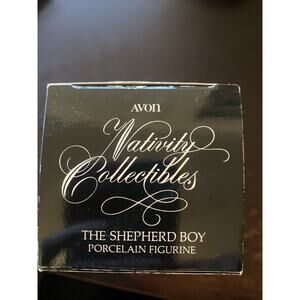 AVON
Nativity
Collectibles
THE SHEPHERD BOY
PORCELAIN FIGURINE